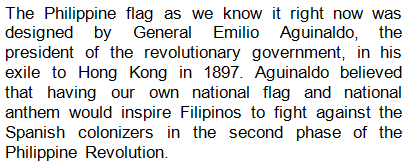 The Philippine flag as we know it right now was
designed by General Emilio Aguinaldo, the
president of the revolutionary government, in his
exile to Hong Kong in 1897. Aguinaldo believed
that having our own national flag and national
anthem would inspire Filipinos to fight against the
Spanish colonizers in the second phase of the
Philippine Revolution.